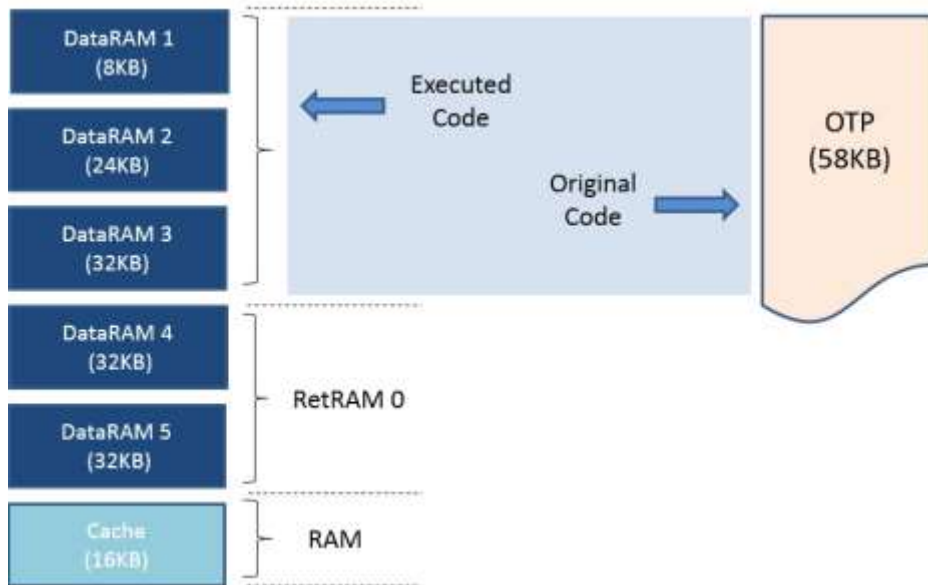 DataRAM 1
(8KB)
DataRAM 2
(24KB)
DataRAM 3
(32KB)
DataRAM 4
(32KB)
DataRAM 5
(32KB)
Cache
(16KB)
Executed
Code
Original
Code
RetRAM 0
RAM
OTP
(58KB)